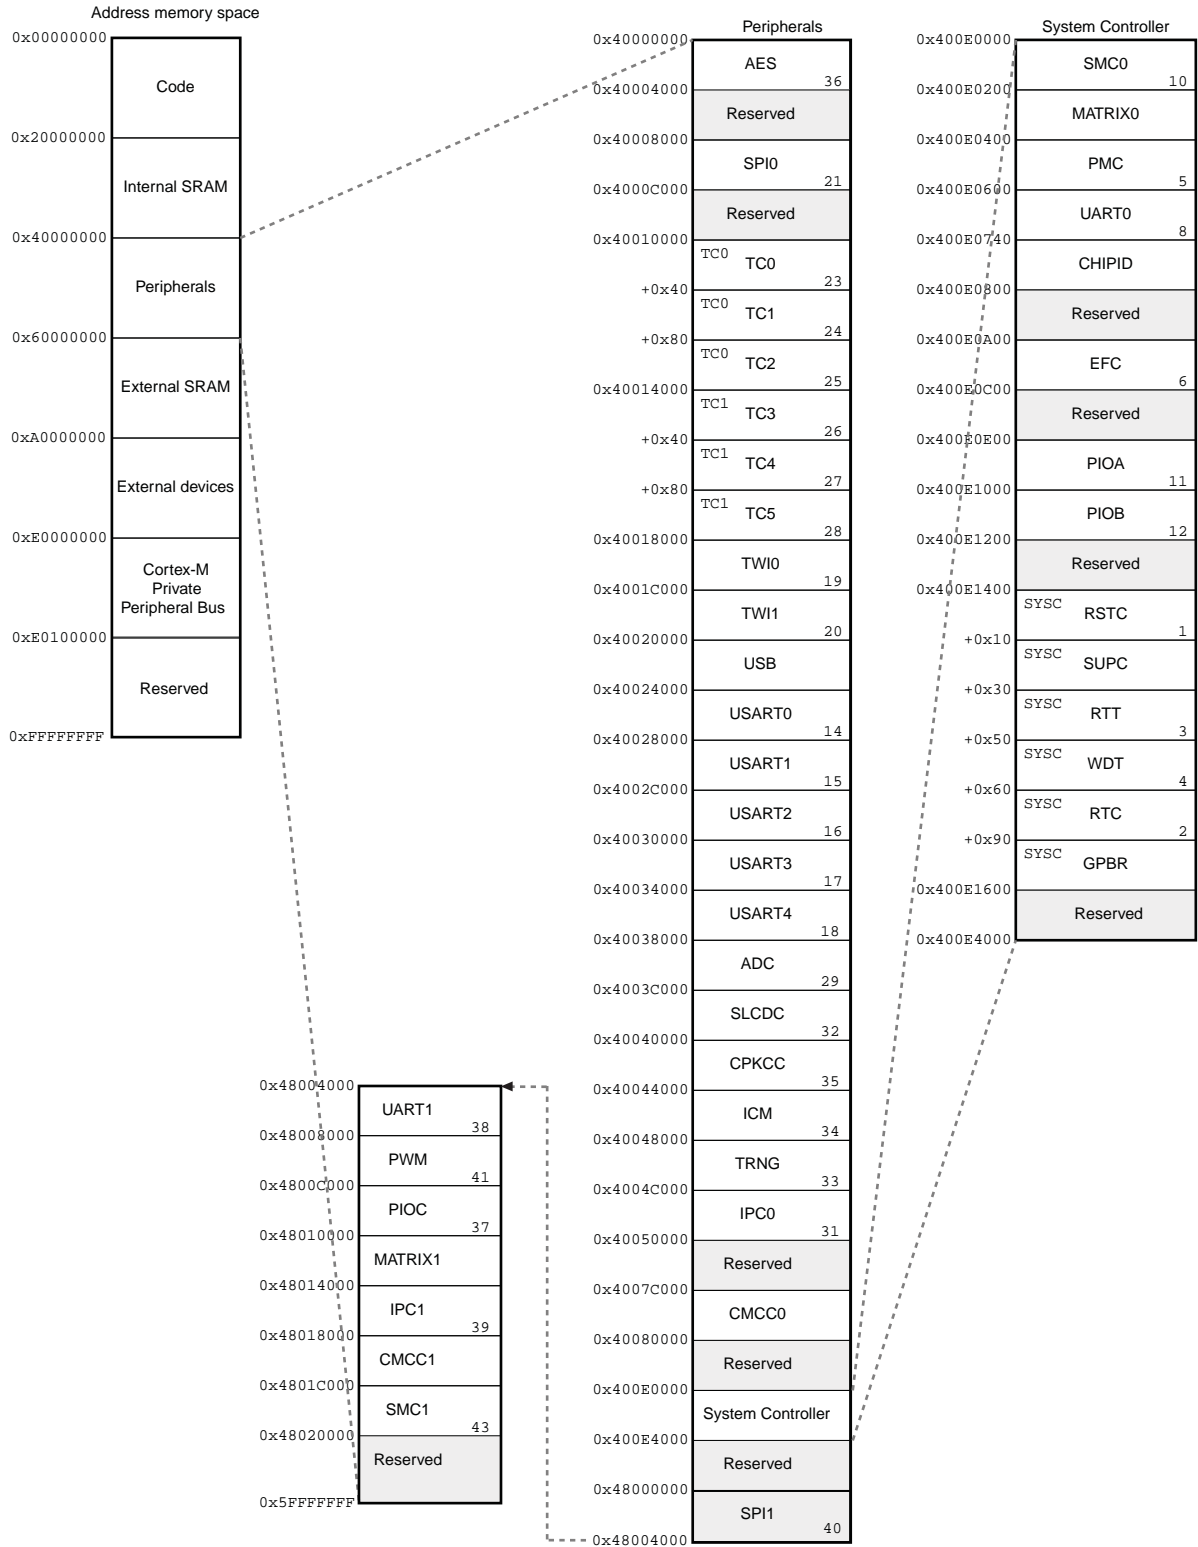 Address memory space
0x00000000
Code
0x20000000
Internal SRAM
0x40000000
Peripherals
0x60000000
External SRAM
0xA0000000
External devices
0xE0000000
Cortex-M
Private
Peripheral Bus
0xE0100000
Reserved
0xFFFFFFFF
Peripherals
0x40000000
AES
36
0x40004000
Reserved
0x40008000
SPI0
21
0x4000C000
Reserved
0x40010000
TC0
TC0
23
+0x40
TC0
TC1
24
+0x80
TC0
TC2
25
0x40014000
TC1
TC3
26
+0x40
TC1
TC4
27
+0x80
TC1
TC5
28
0x40018000
TWI0
19
0x4001C000
TWI1
20
0x40020000
USB
0x40024000
USART0
14
0x40028000
USART1
15
0x4002C000
USART2
16
0x40030000
USART3
17
0x40034000
USART4
18
0x40038000
ADC
29
0x4003C000
SLCDC
32
0x40040000
CPKCC
35
0x40044000
ICM
34
0x40048000
TRNG
33
0x4004C000
IPC0
31
0x40050000
Reserved
0x4007C000
CMCC0
0x40080000
Reserved
0x400E0000
System Controller
0x400E4000
Reserved
0x48000000
SPI1
40
0x48004000
System Controller
0x400E0000
SMC0
10
0x400E0200
MATRIX0
0x400E0400
PMC
5
0x400E0600
UART0
8
0x400E0740
CHIPID
0x400E0800
Reserved
0x400E0A00
EFC
6
0x400E0C00
Reserved
0x400E0E00
PIOA
11
0x400E1000
PIOB
12
0x400E1200
Reserved
0x400E1400
SYSC
RSTC
1
+0x10
SYSC
SUPC
+0x30
SYSC
RTT
3
+0x50
SYSC
WDT
4
+0x60
SYSC
RTC
2
+0x90
SYSC
GPBR
0x400E1600
Reserved
0x400E4000
0x48004000
UART1
38
0x48008000
PWM
41
0x4800C000
PIOC
37
0x48010000
MATRIX1
0x48014000
IPC1
39
0x48018000
CMCC1
0x4801C000
SMC1
43
0x48020000
Reserved
0x5FFFFFFF